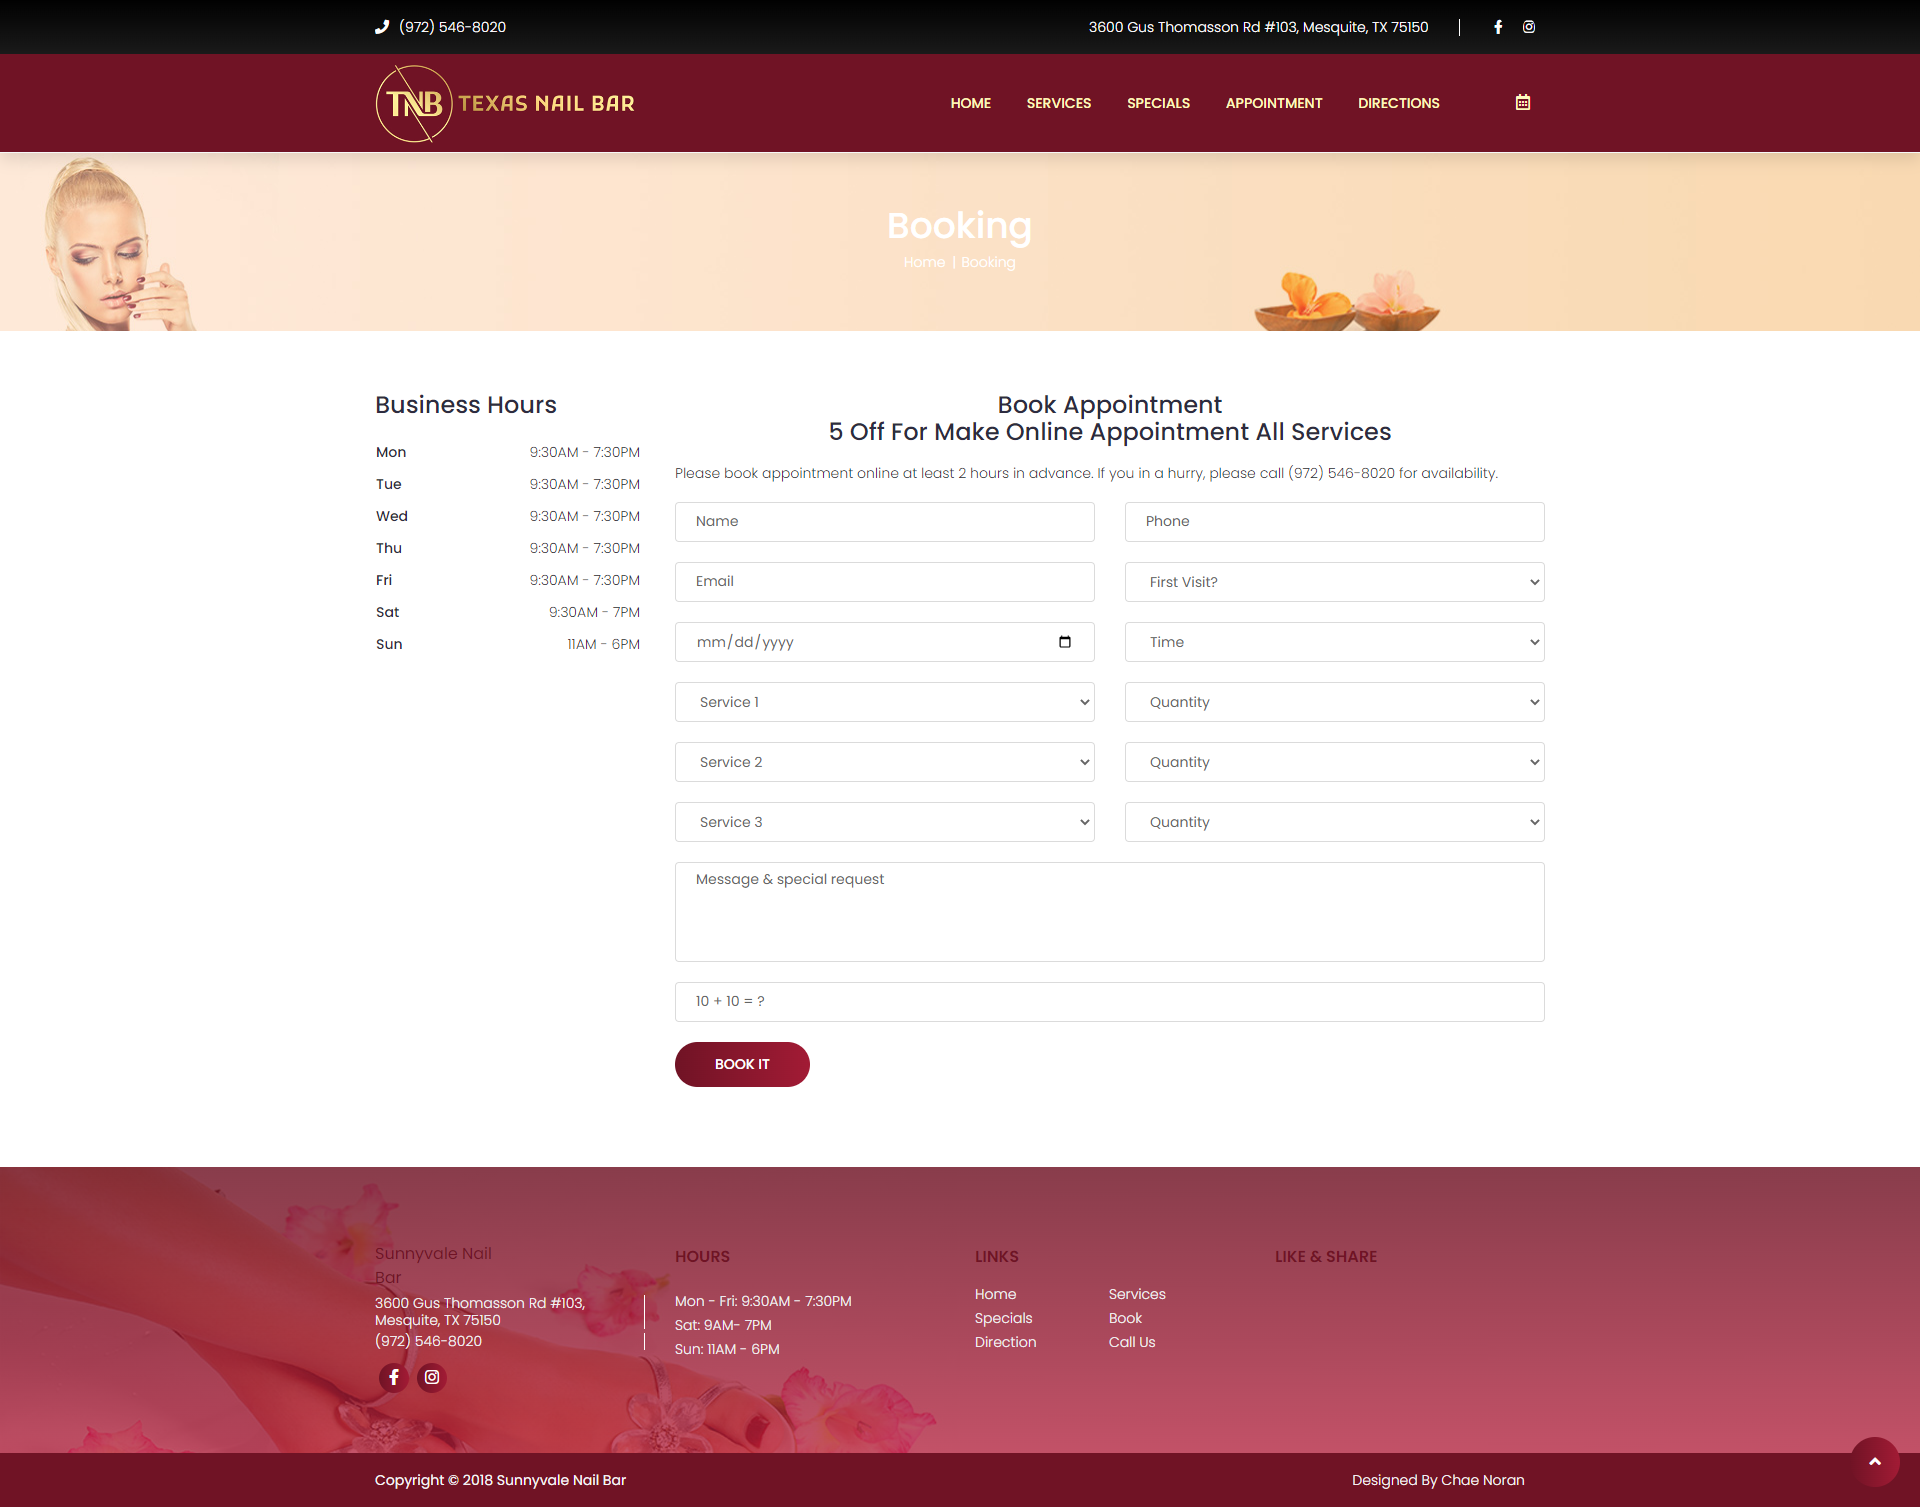 (972) 546-8020
3600 Gus Thomasson Rd #103, Mesquite, TX 75150
TNB TEXAS NAIL BAR
HOME SERVICES SPECIALS APPOINTMENT DIRECTIONS
Booking
Home | Booking
Business Hours
Mon 9:30AM - 7:30PM
Tue 9:30AM - 7:30PM
Wed 9:30AM - 7:30PM
Thu 9:30AM - 7:30PM
Fri 9:30AM - 7:30PM
Sat 9:30AM - 7PM
Sun 11AM - 6PM
Book Appointment
5 Off For Make Online Appointment All Services
Please book appointment online at least 2 hours in advance. If you in a hurry, please call (972) 546-8020 for availability.
Name
Phone
Email
First Visit?
mm/dd/yyyy
Time
Service 1
Quantity
Service 2
Quantity
Service 3
Quantity
Message & special request
10 + 10 = ?
BOOK IT
Sunnyvale Nail
Bar
3600 Gus Thomasson Rd #103,
Mesquite, TX 75150
(972) 546-8020
HOURS
Mon - Fri: 9:30AM - 7:30PM
Sat: 9AM- 7PM
Sun: 11AM - 6PM
LINKS
Home Services
Specials Book
Direction Call Us
LIKE & SHARE
Copyright © 2018 Sunnyvale Nail Bar
Designed By Chae Noran